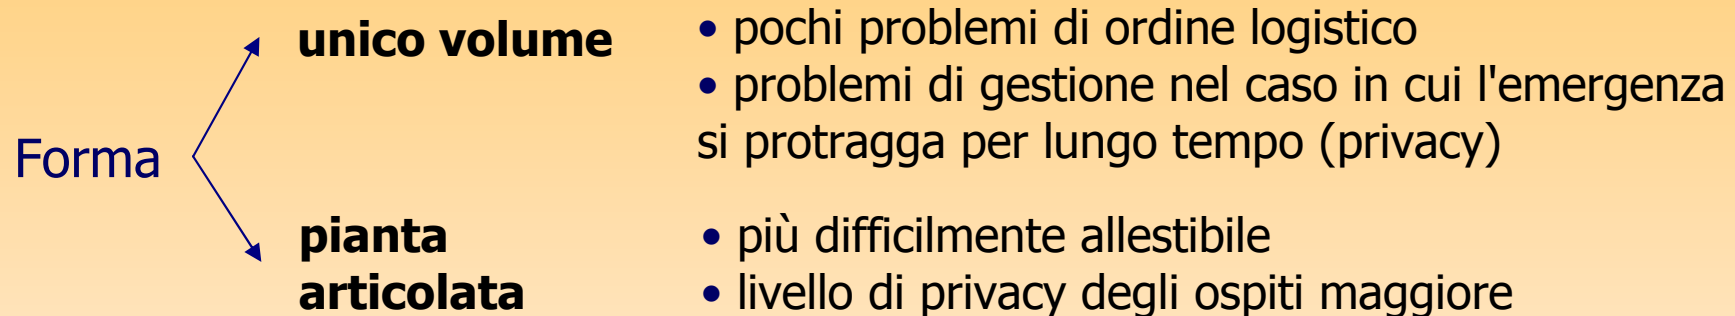 unico volume
• pochi problemi di ordine logistico
• problemi di gestione nel caso in cui l'emergenza
si protragga per lungo tempo (privacy)
Forma
pianta
articolata
• più difficilmente allestibile
• livello di privacy degli ospiti maggiore